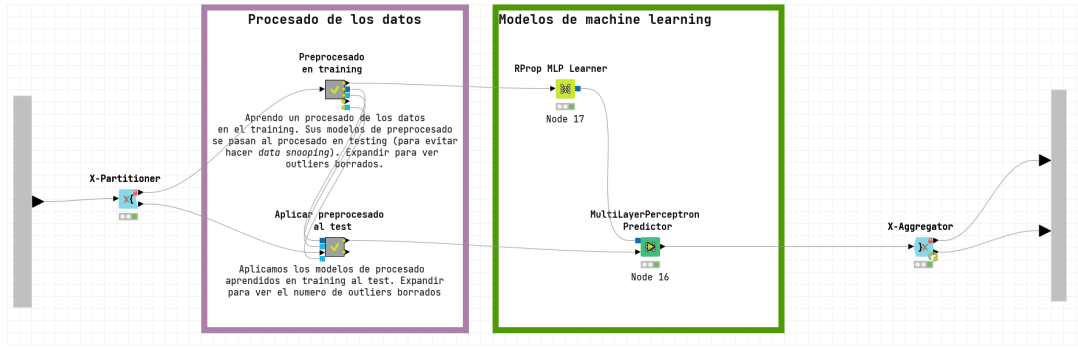 Procesado de los datos
Modelos de machine learning
Preprocesado
en training
RProp MLP Learner
Node 17
Aprendo un procesado de los datos
en el training. Sus modelos de preprocesado
se pasan al procesado en testing (para evitar
hacer data snooping). Expandir para ver
outliers borrados.
X-Partitioner
Aplicar preprocesado
al test
MultiLayerPerceptron
Predictor
X-Aggregator
Node 16
Aplicamos los modelos de procesado
aprendidos en training al test. Expandir
para ver el numero de outliers borrados